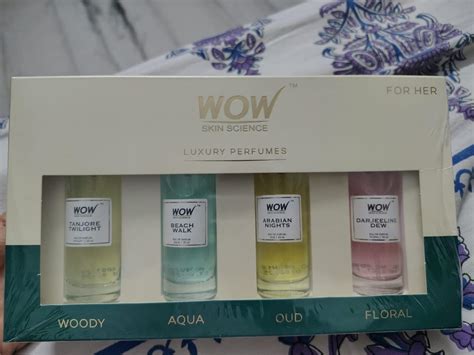 WOW™
SKIN SCIENCE
FOR HER
LUXURY PERFUMES
WOW
TANJORE
TWILIGHT
WOW
BEACH
WALK
WOW
ARABIAN
NIGHTS
WOW
DARJEELING
DEW
WOODY
AQUA
OUD
FLORAL